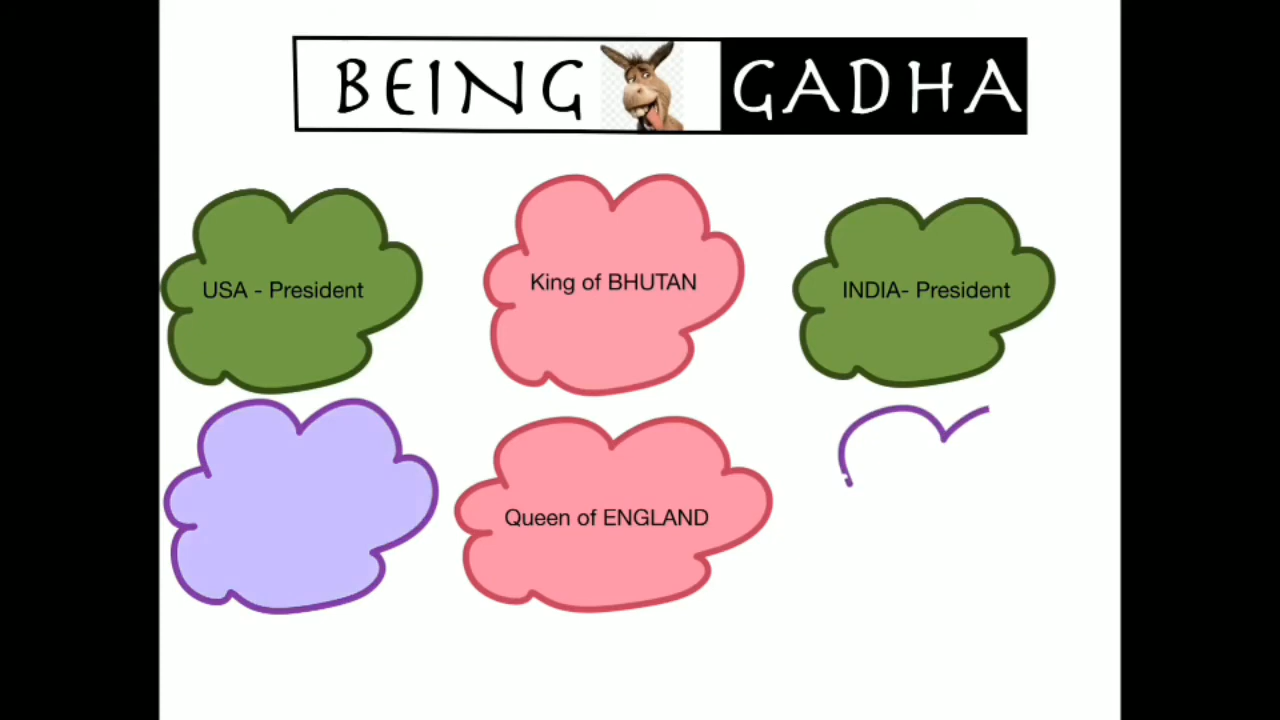 BEING GADHA
USA - President
King of BHUTAN
INDIA- President
Queen of ENGLAND